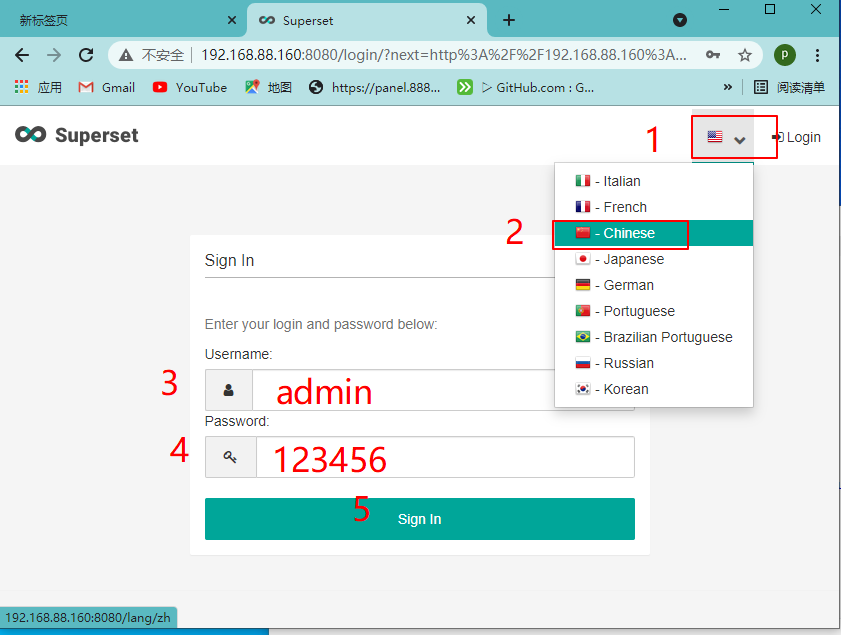 新标签页
Superset
不安全 192.168.88.160:8080/login/?next=http%3A%2F%2F192.168.88.160%3A...
应用 Gmail YouTube 地图 https://panel.888... ▷ GitHub.com : G... » 阅读清单
P
Superset
1
Login
- Italian
- French
2
- Chinese
- Japanese
- German
- Portuguese
- Brazilian Portuguese
- Russian
- Korean
Sign In
Enter your login and password below:
Username:
3
admin
Password:
4
123456
5
Sign In
192.168.88.160:8080/lang/zh